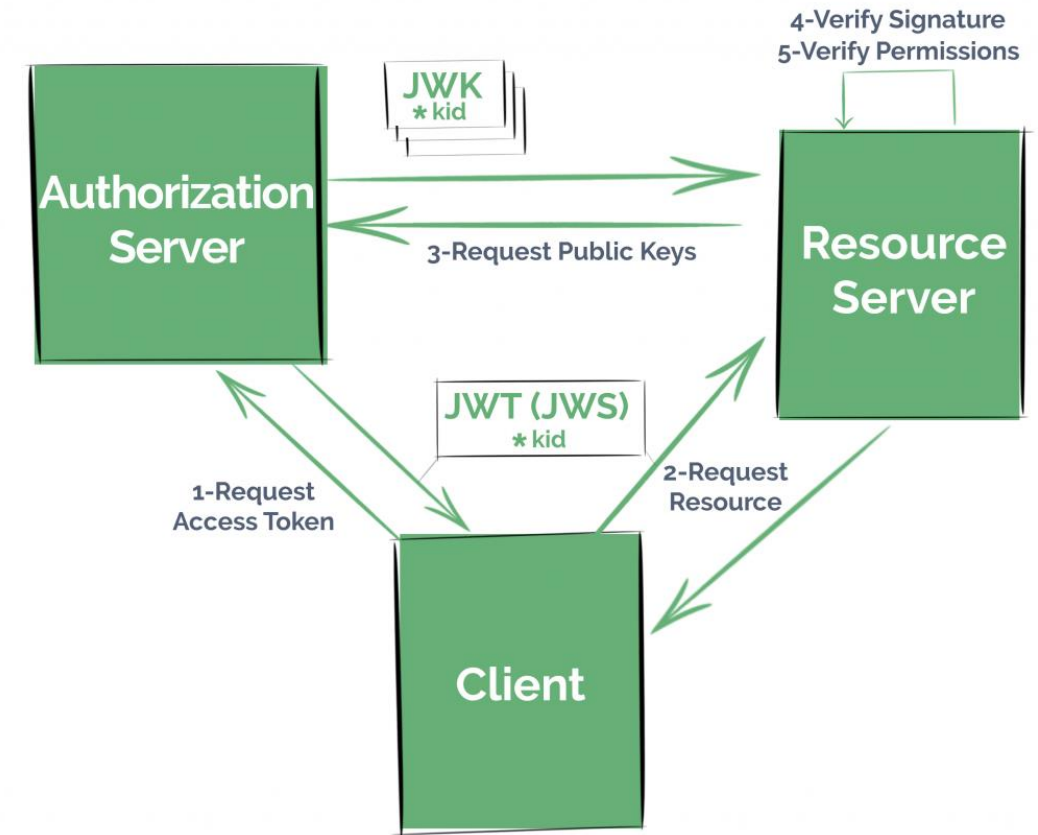 4-Verify Signature
5-Verify Permissions
JWK
* kid
Authorization
Server
3-Request Public Keys
Resource
Server
JWT (JWS)
* kid
1-Request
Access Token
2-Request
Resource
Client